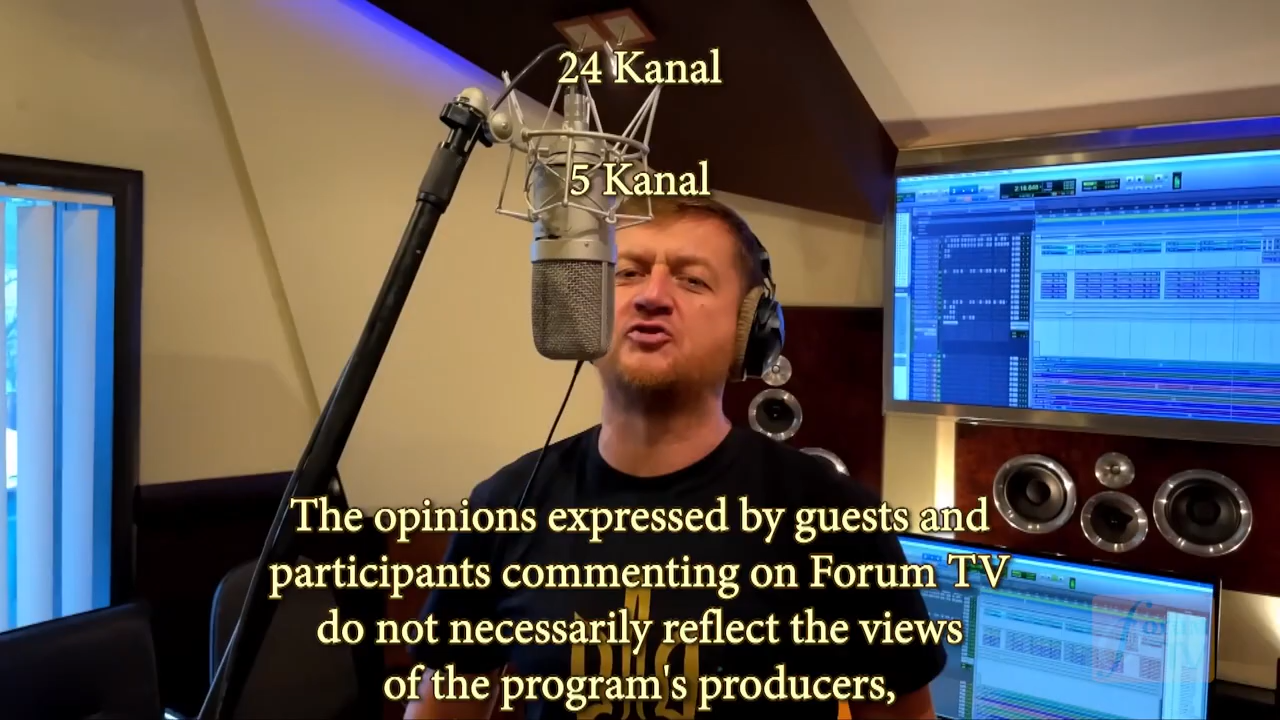 24 Kanal
5 Kanal
The opinions expressed by guests and
participants commenting on Forum TV
do not necessarily reflect the views
of the program's producers,